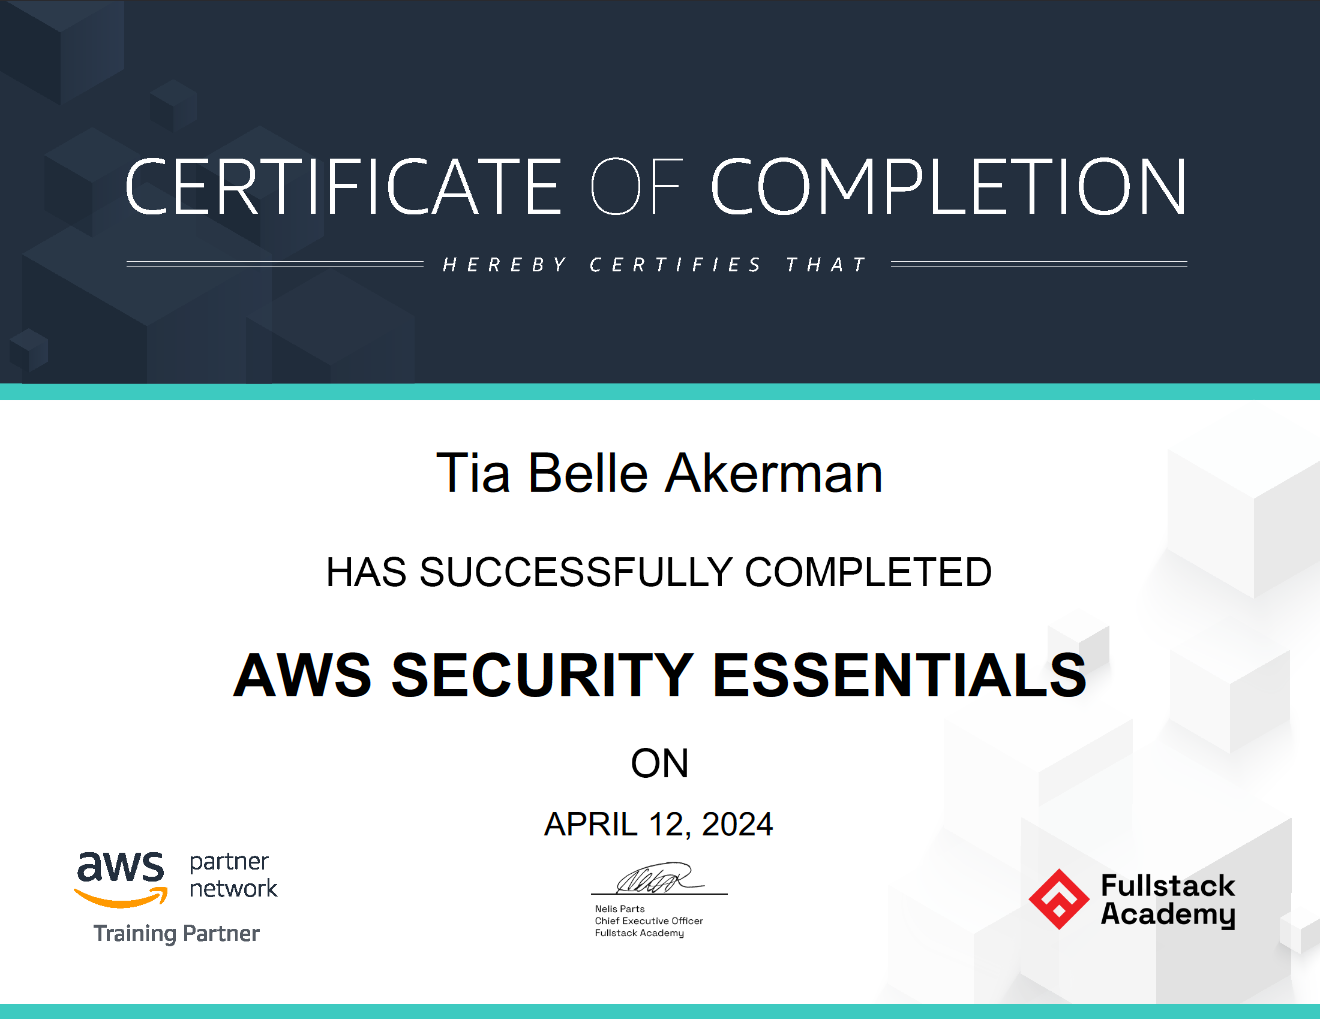 CERTIFICATE OF COMPLETION
HEREBY CERTIFIES THAT
Tia Belle Akerman
HAS SUCCESSFULLY COMPLETED
AWS SECURITY ESSENTIALS
ON
APRIL 12, 2024
aws partner network
Training Partner
Nelis Parts
Chief Executive Officer
Fullstack Academy
Fullstack
Academy